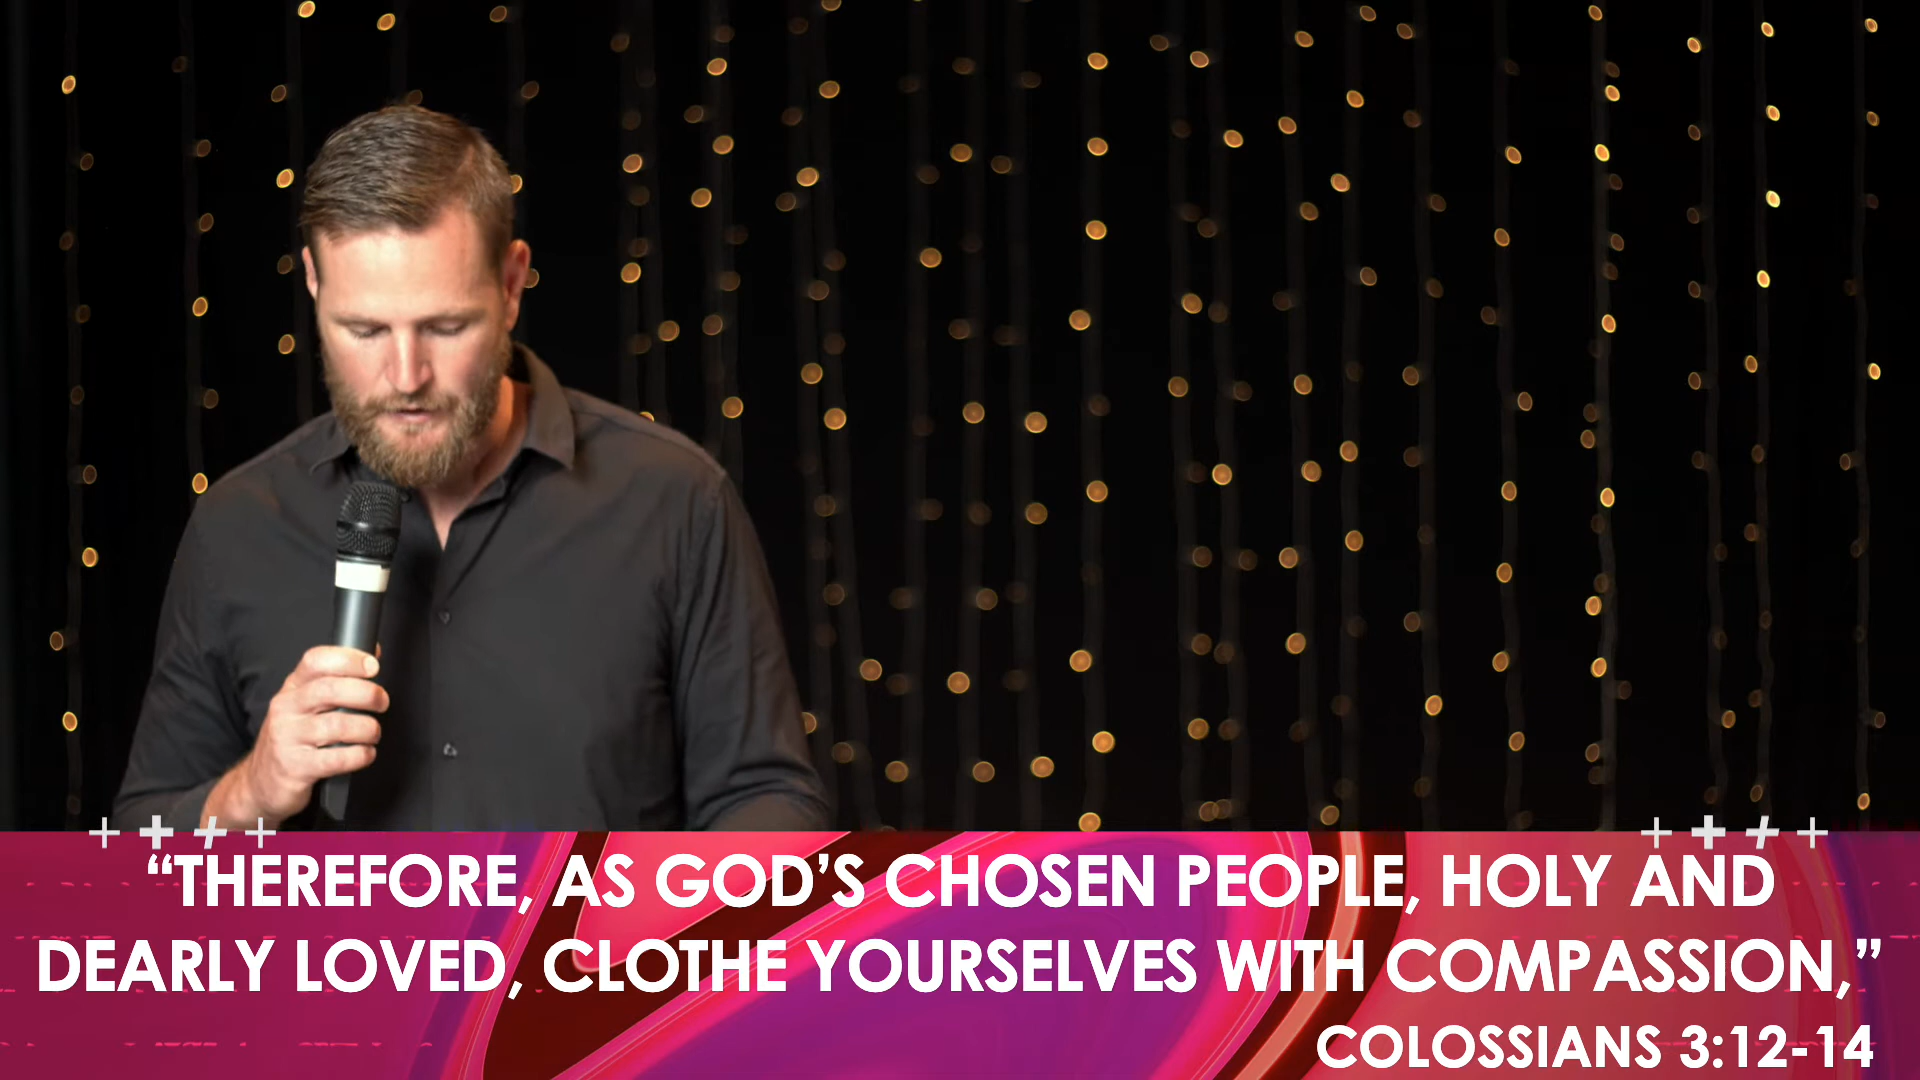 “THEREFORE, AS GOD’S CHOSEN PEOPLE, HOLY AND
DEARLY LOVED, CLOTHE YOURSELVES WITH COMPASSION,”
COLOSSIANS 3:12-14